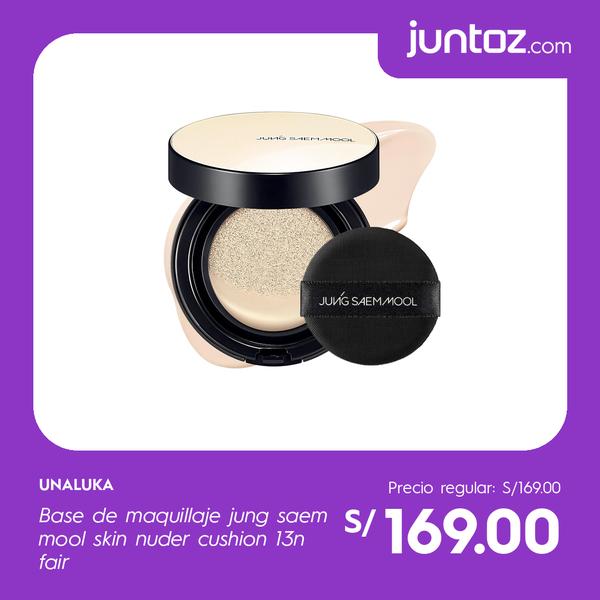 juntoz.com
JUNG SAEMMOOL
JUNG SAEMMOOL
UNALUKA
Base de maquillaje jung saem
mool skin nuder cushion 13n
fair
Precio regular: S/169.00
S/169.00